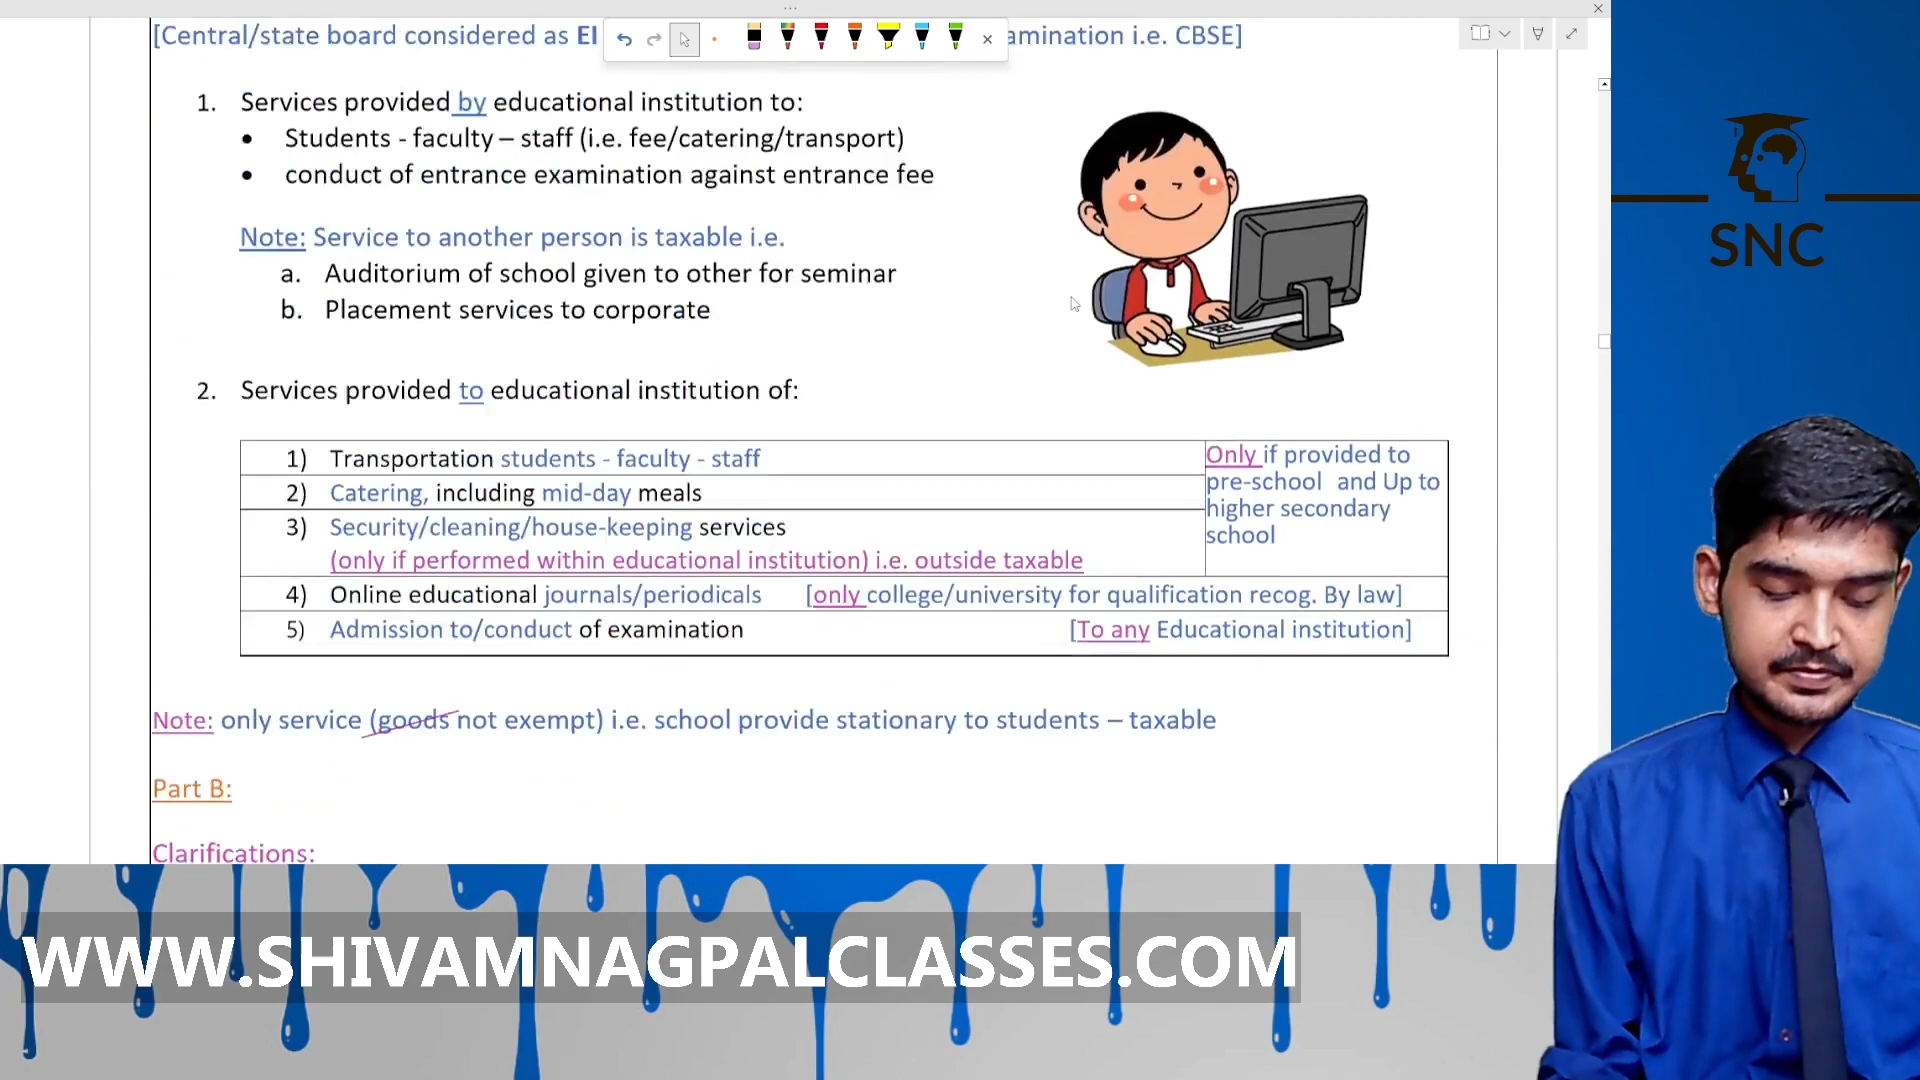 [Central/state board considered as EI
amination i.e. CBSE]
1. Services provided by educational institution to:
• Students - faculty – staff (i.e. fee/catering/transport)
• conduct of entrance examination against entrance fee
Note: Service to another person is taxable i.e.
a. Auditorium of school given to other for seminar
b. Placement services to corporate
2. Services provided to educational institution of:
1) Transportation students - faculty - staff
2) Catering, including mid-day meals
3) Security/cleaning/house-keeping services
(only if performed within educational institution) i.e. outside taxable
Only if provided to
pre-school and Up to
higher secondary
school
4) Online educational journals/periodicals [only college/university for qualification recog. By law]
5) Admission to/conduct of examination [To any Educational institution]
Note: only service (goods not exempt) i.e. school provide stationary to students – taxable
Part B:
Clarifications:
SNC
WWW.SHIVAMNAGPALCLASSES.COM